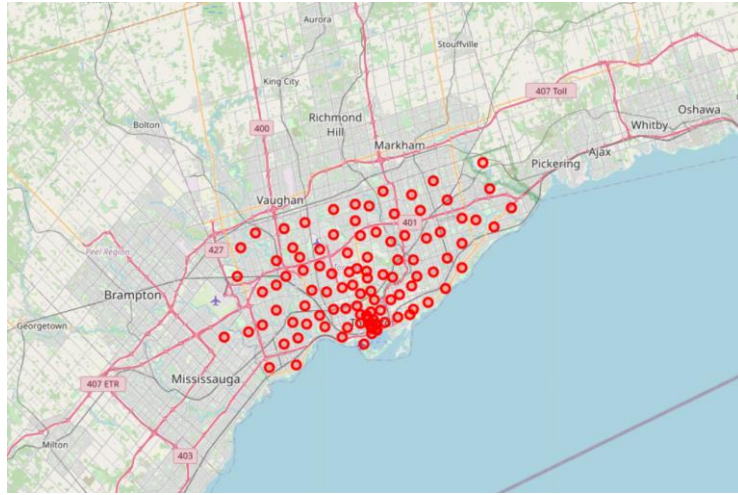 Aurora
Stouffville
King City
407 Toll
Oshawa
Bolton
400
Richmond
Hill
Whitby
Markham
Ajax
Pickering
Vaughan
401
427
Peel Region
Brampton
Georgetown
Mississauga
407 ETR
Milton
403